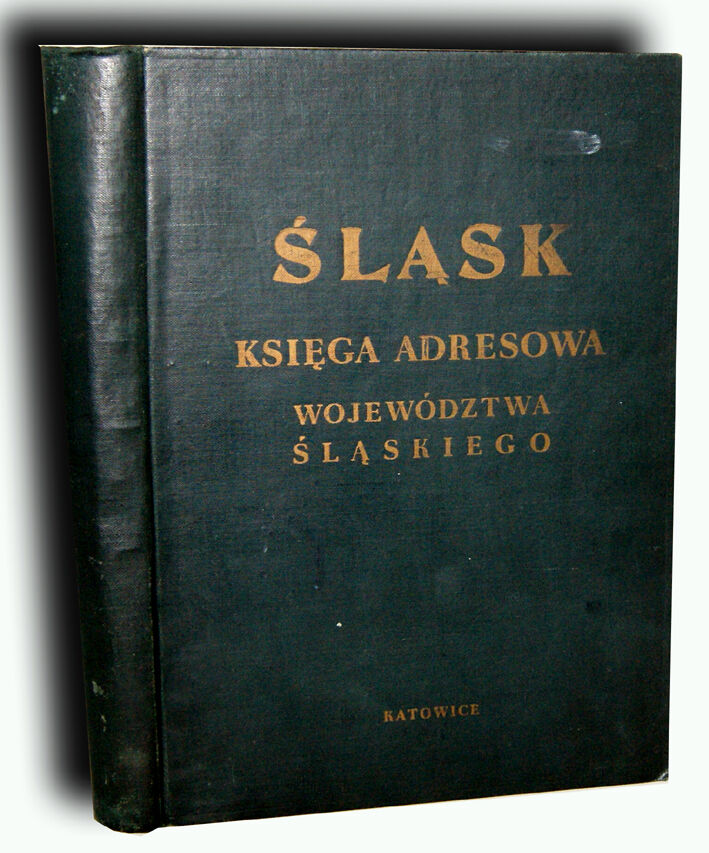 ŚLĄSK
KSIĘGA ADRESOWA
WOJEWÓDZTWA
ŚLĄSKIEGO
KATOWICE